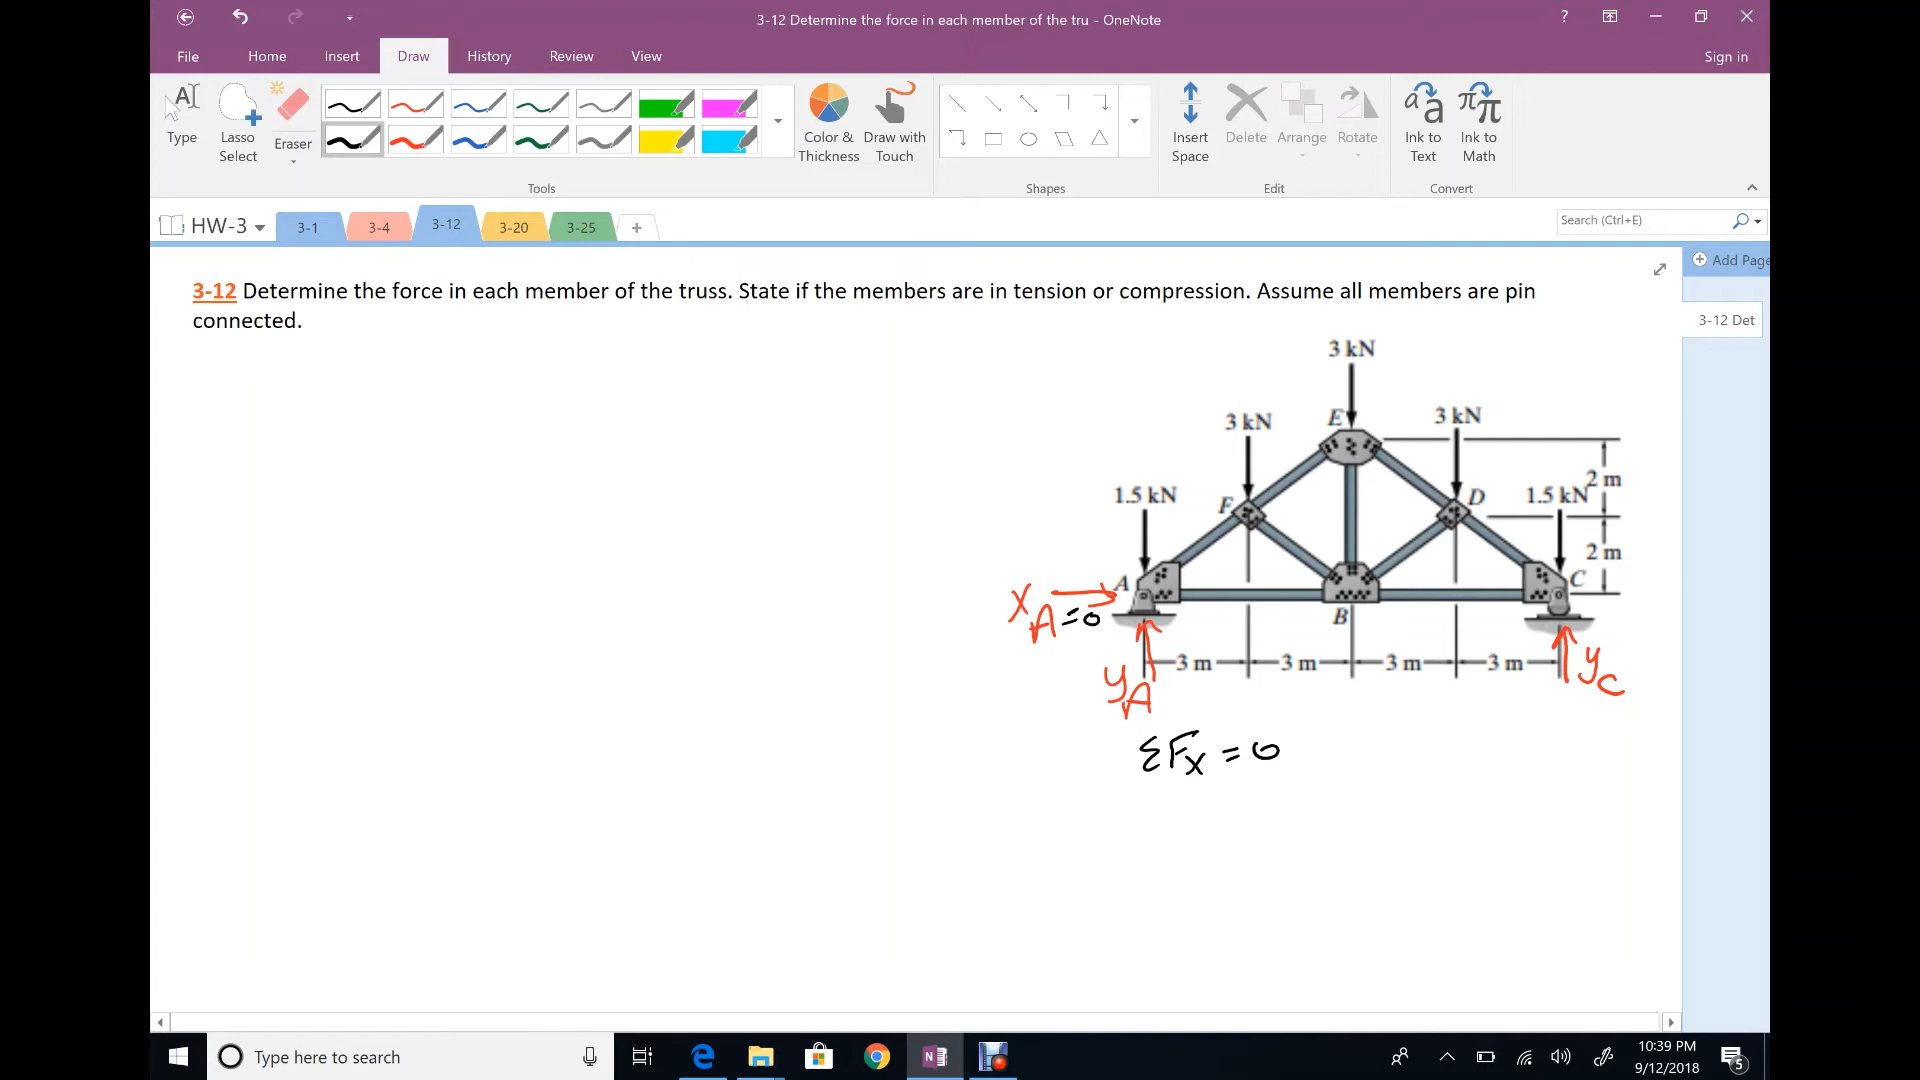 3-12 Determine the force in each member of the tru - OneNote
?
File Home Insert Draw History Review View Sign in
Type
Lasso Select
Eraser
Color & Thickness
Draw with Touch
Insert Space
Delete
Arrange
Rotate
Ink to Text
Ink to Math
Tools Shapes Edit Convert
HW-3 3-1 3-4 3-12 3-20 3-25 +
Search (Ctrl+E)
Add Page
3-12 Det
3-12 Determine the force in each member of the truss. State if the members are in tension or compression. Assume all members are pin
connected.
3 kN
3 kN E 3 kN
2 m
1.5 kN F D 1.5 kN
2 m
A C
X A =0
B
3 m 3 m 3 m 3 m
y A
y C
ΣFx = 0
Type here to search
10:39 PM
9/12/2018
5